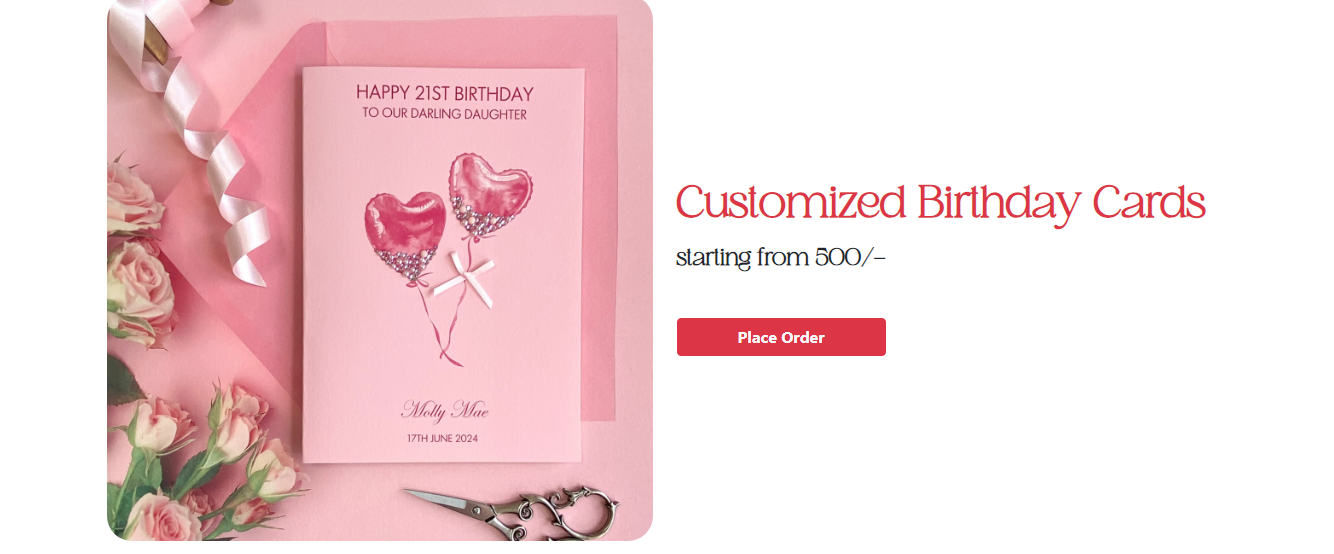 HAPPY 21ST BIRTHDAY
TO OUR DARLING DAUGHTER
Molly Mae
17TH JUNE 2024
Customized Birthday Cards
starting from 500/-
Place Order